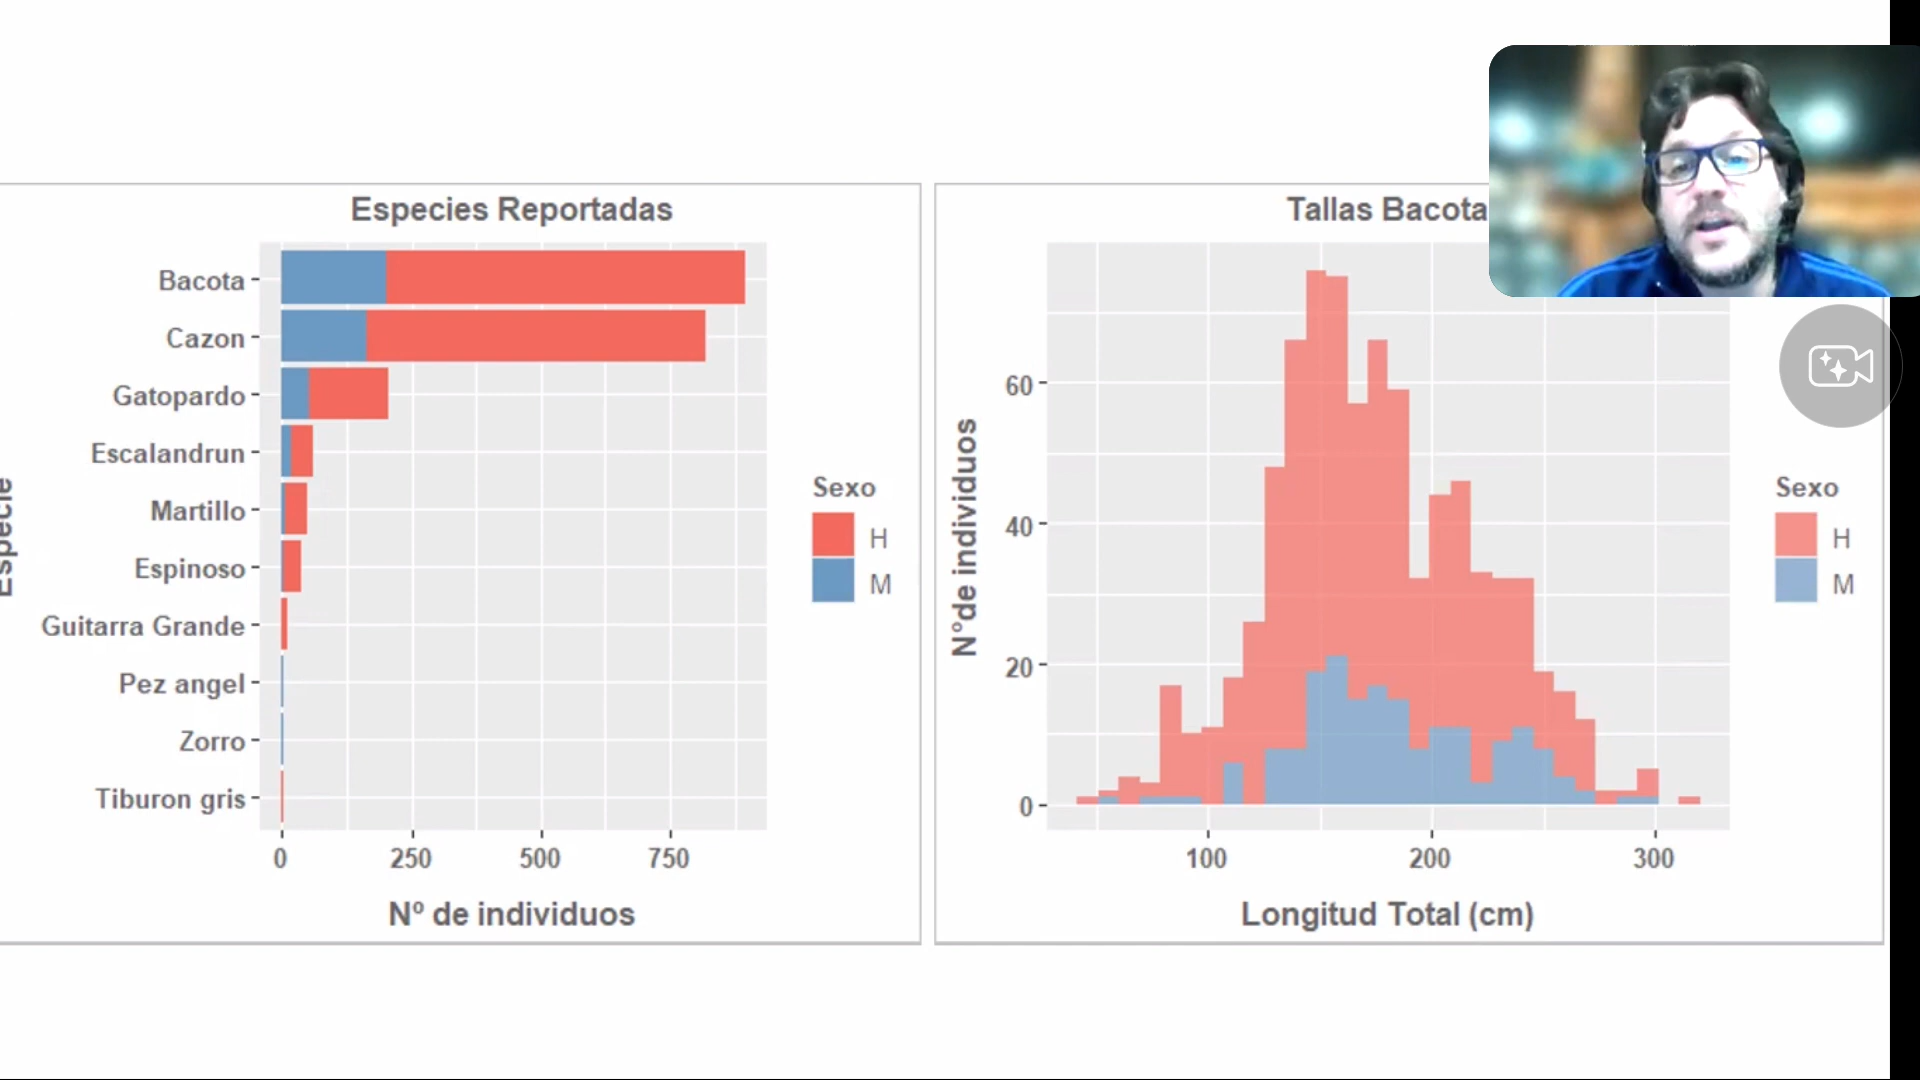 Especies Reportadas
Especie
Bacota
Cazon
Gatopardo
Escalandrun
Martillo
Espinoso
Guitarra Grande
Pez angel
Zorro
Tiburon gris
0 250 500 750
Nº de individuos
Sexo
H
M
Tallas Bacota
N°de individuos
60
40
20
0
100 200 300
Longitud Total (cm)
Sexo
H
M